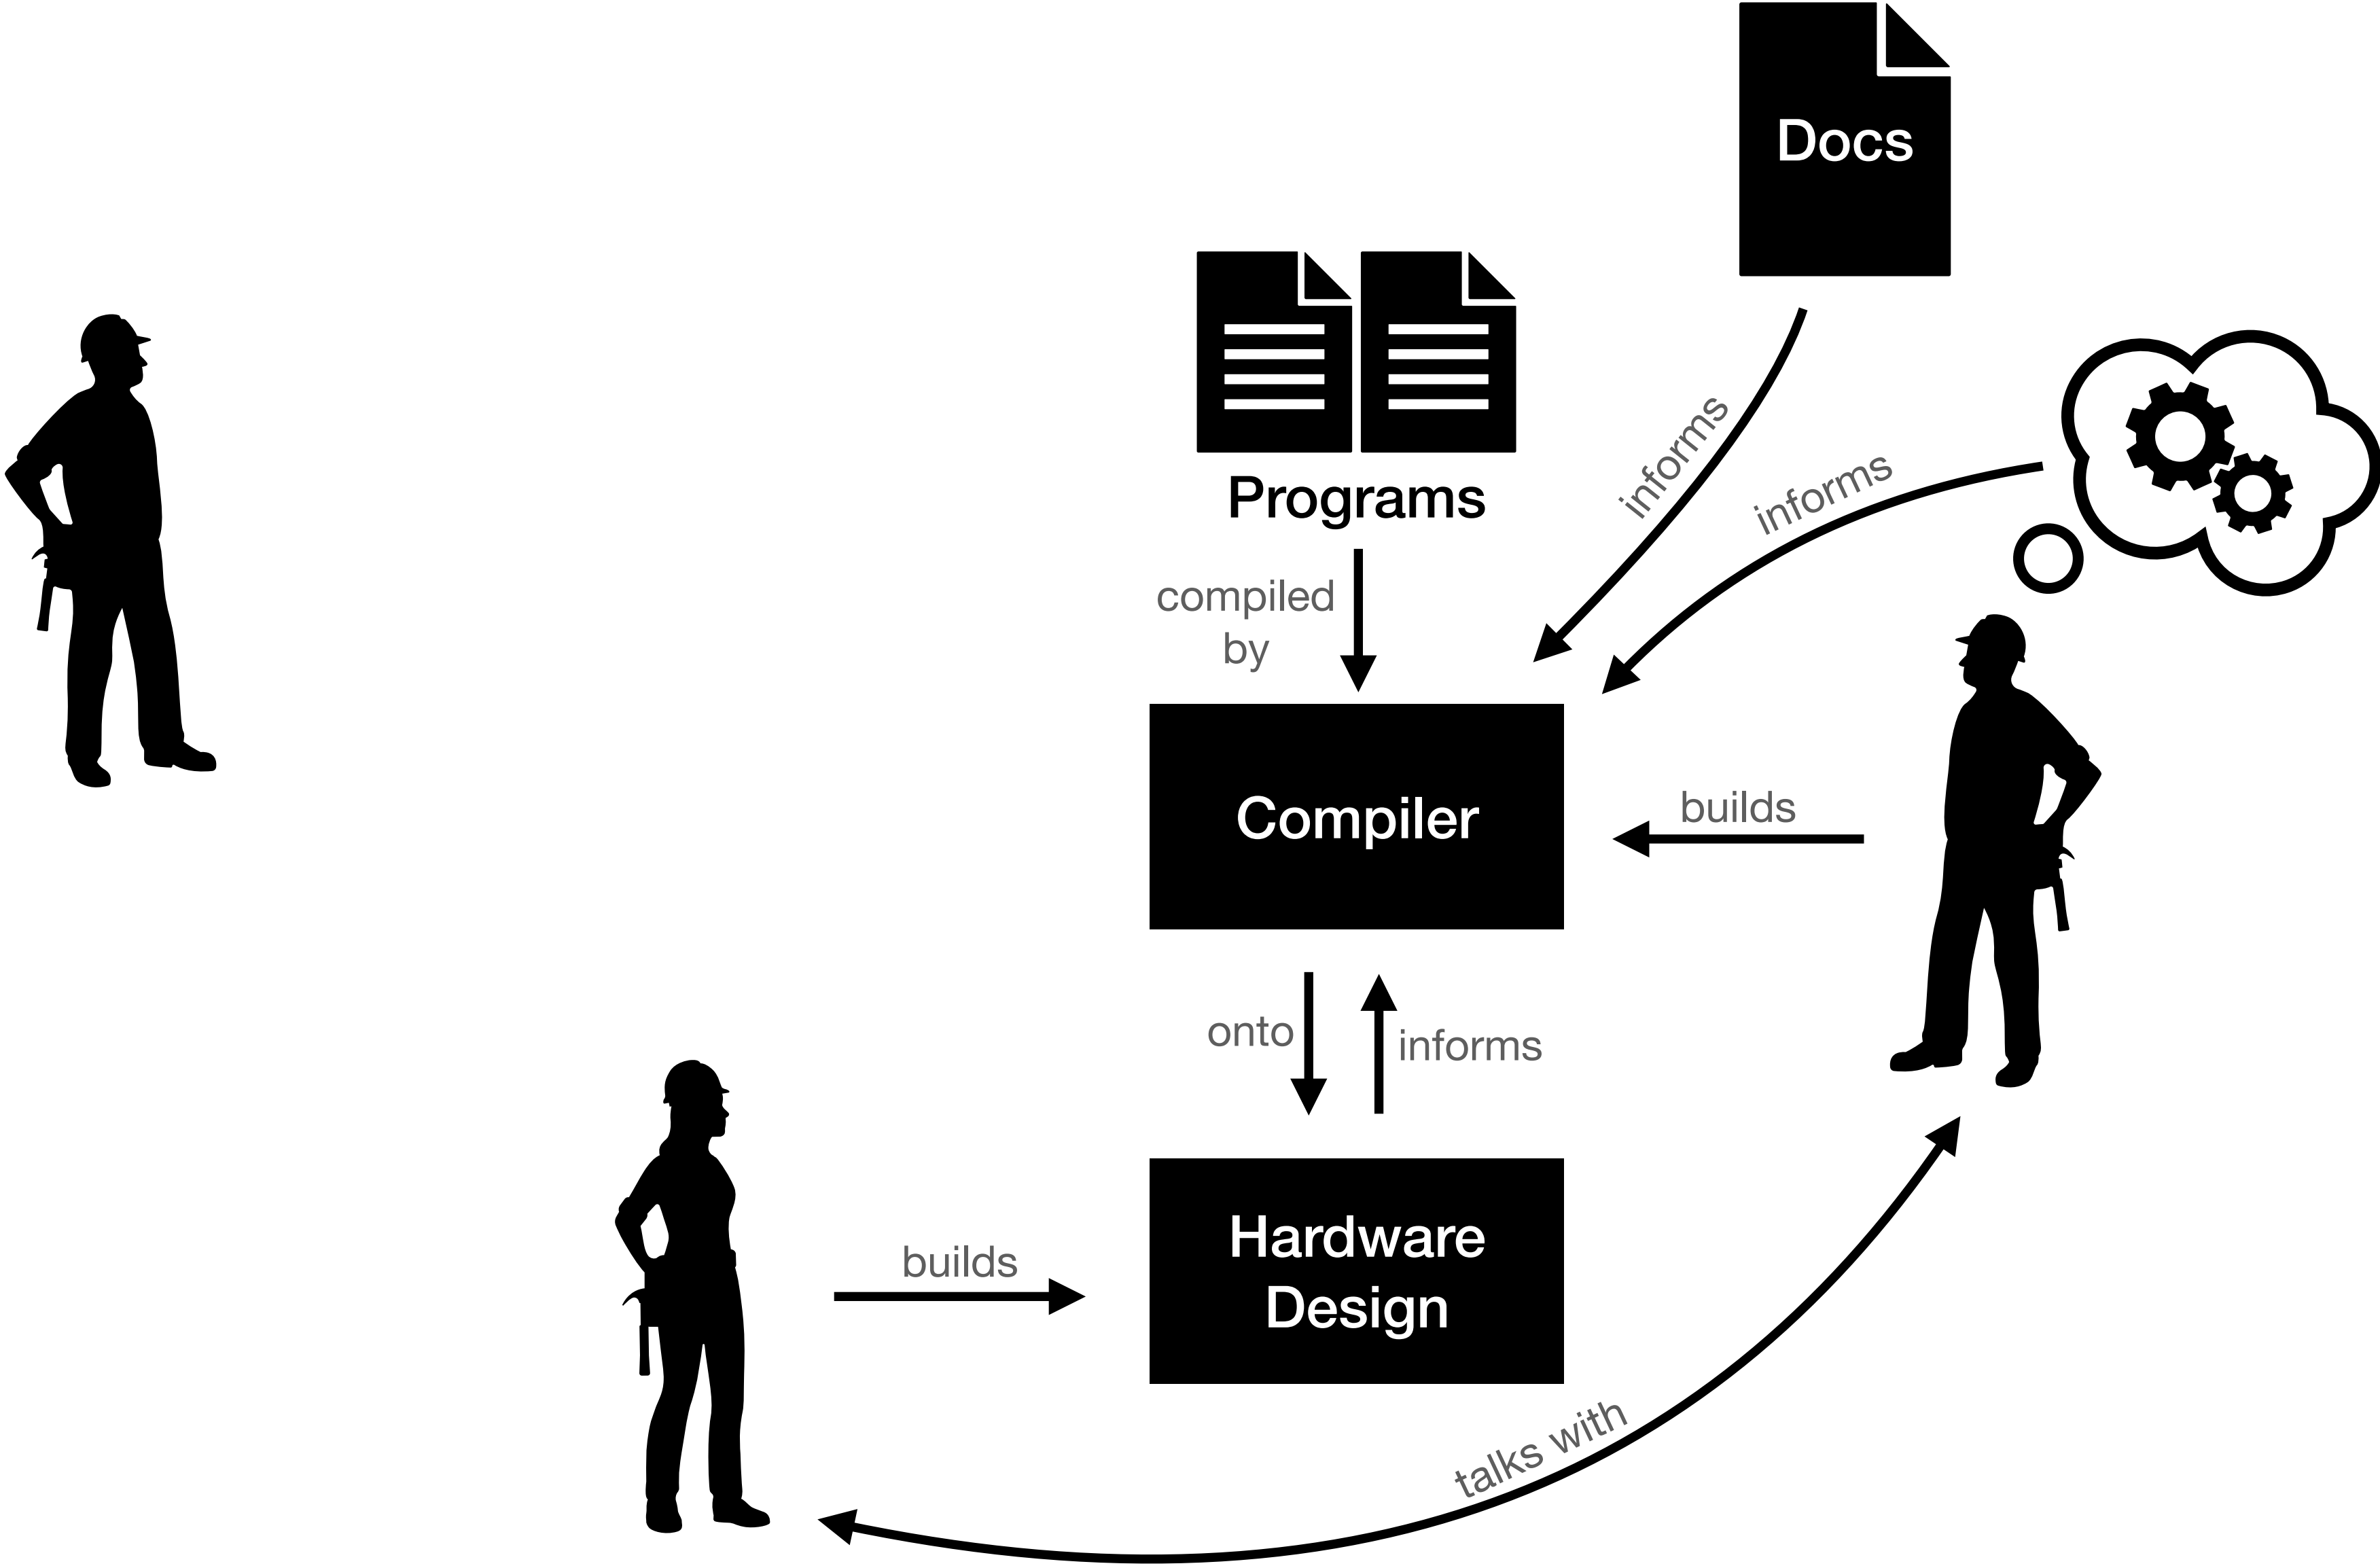 Docs
Programs
informs
informs
compiled
by
Compiler
builds
onto
informs
Hardware
Design
builds
talks with